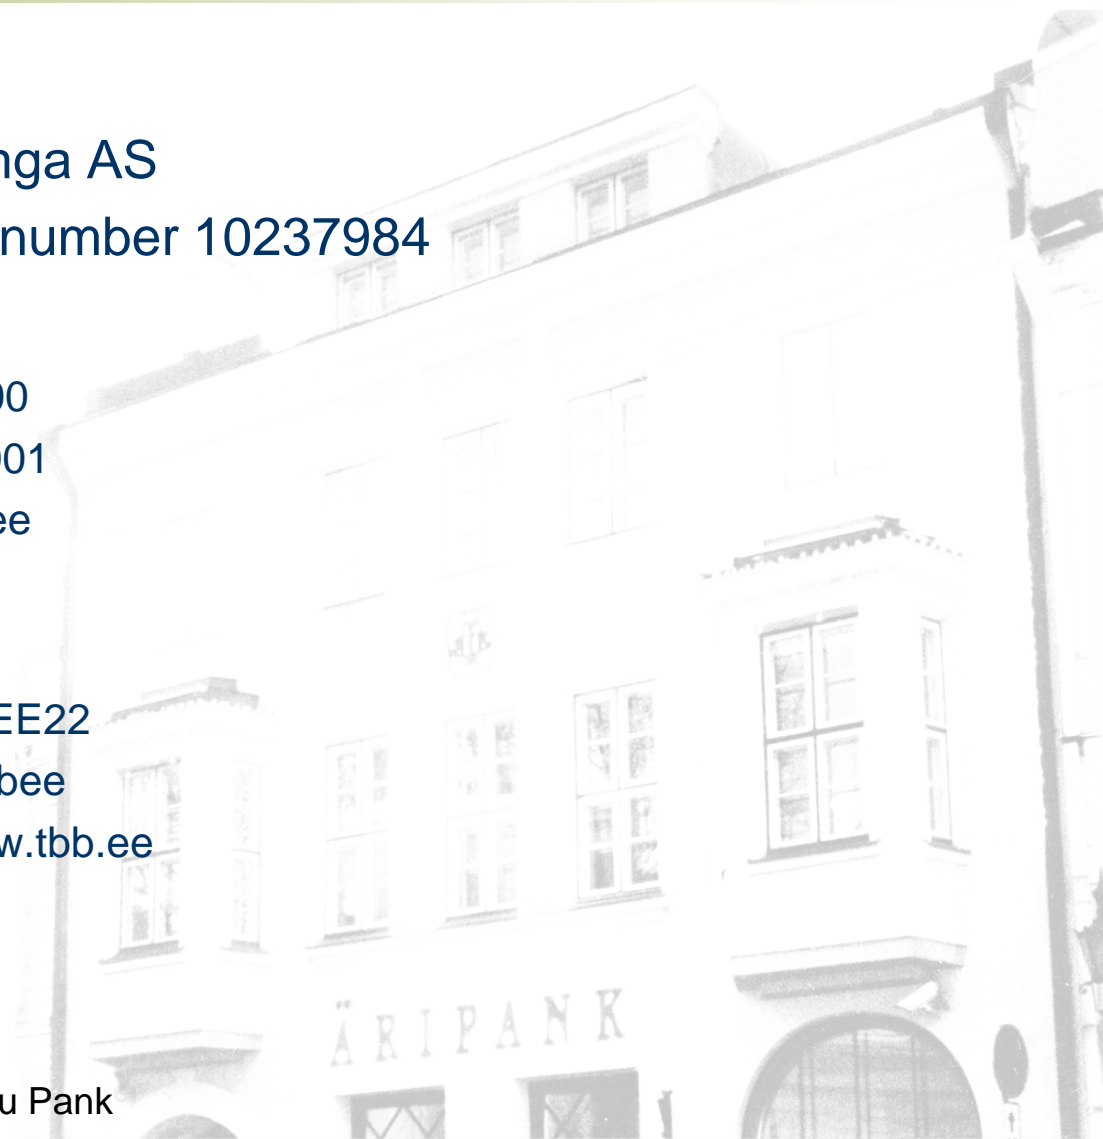 nga AS
number 10237984
00
001
ee
EE22
bee
w.tbb.ee
ÄRIPANK
u Pank